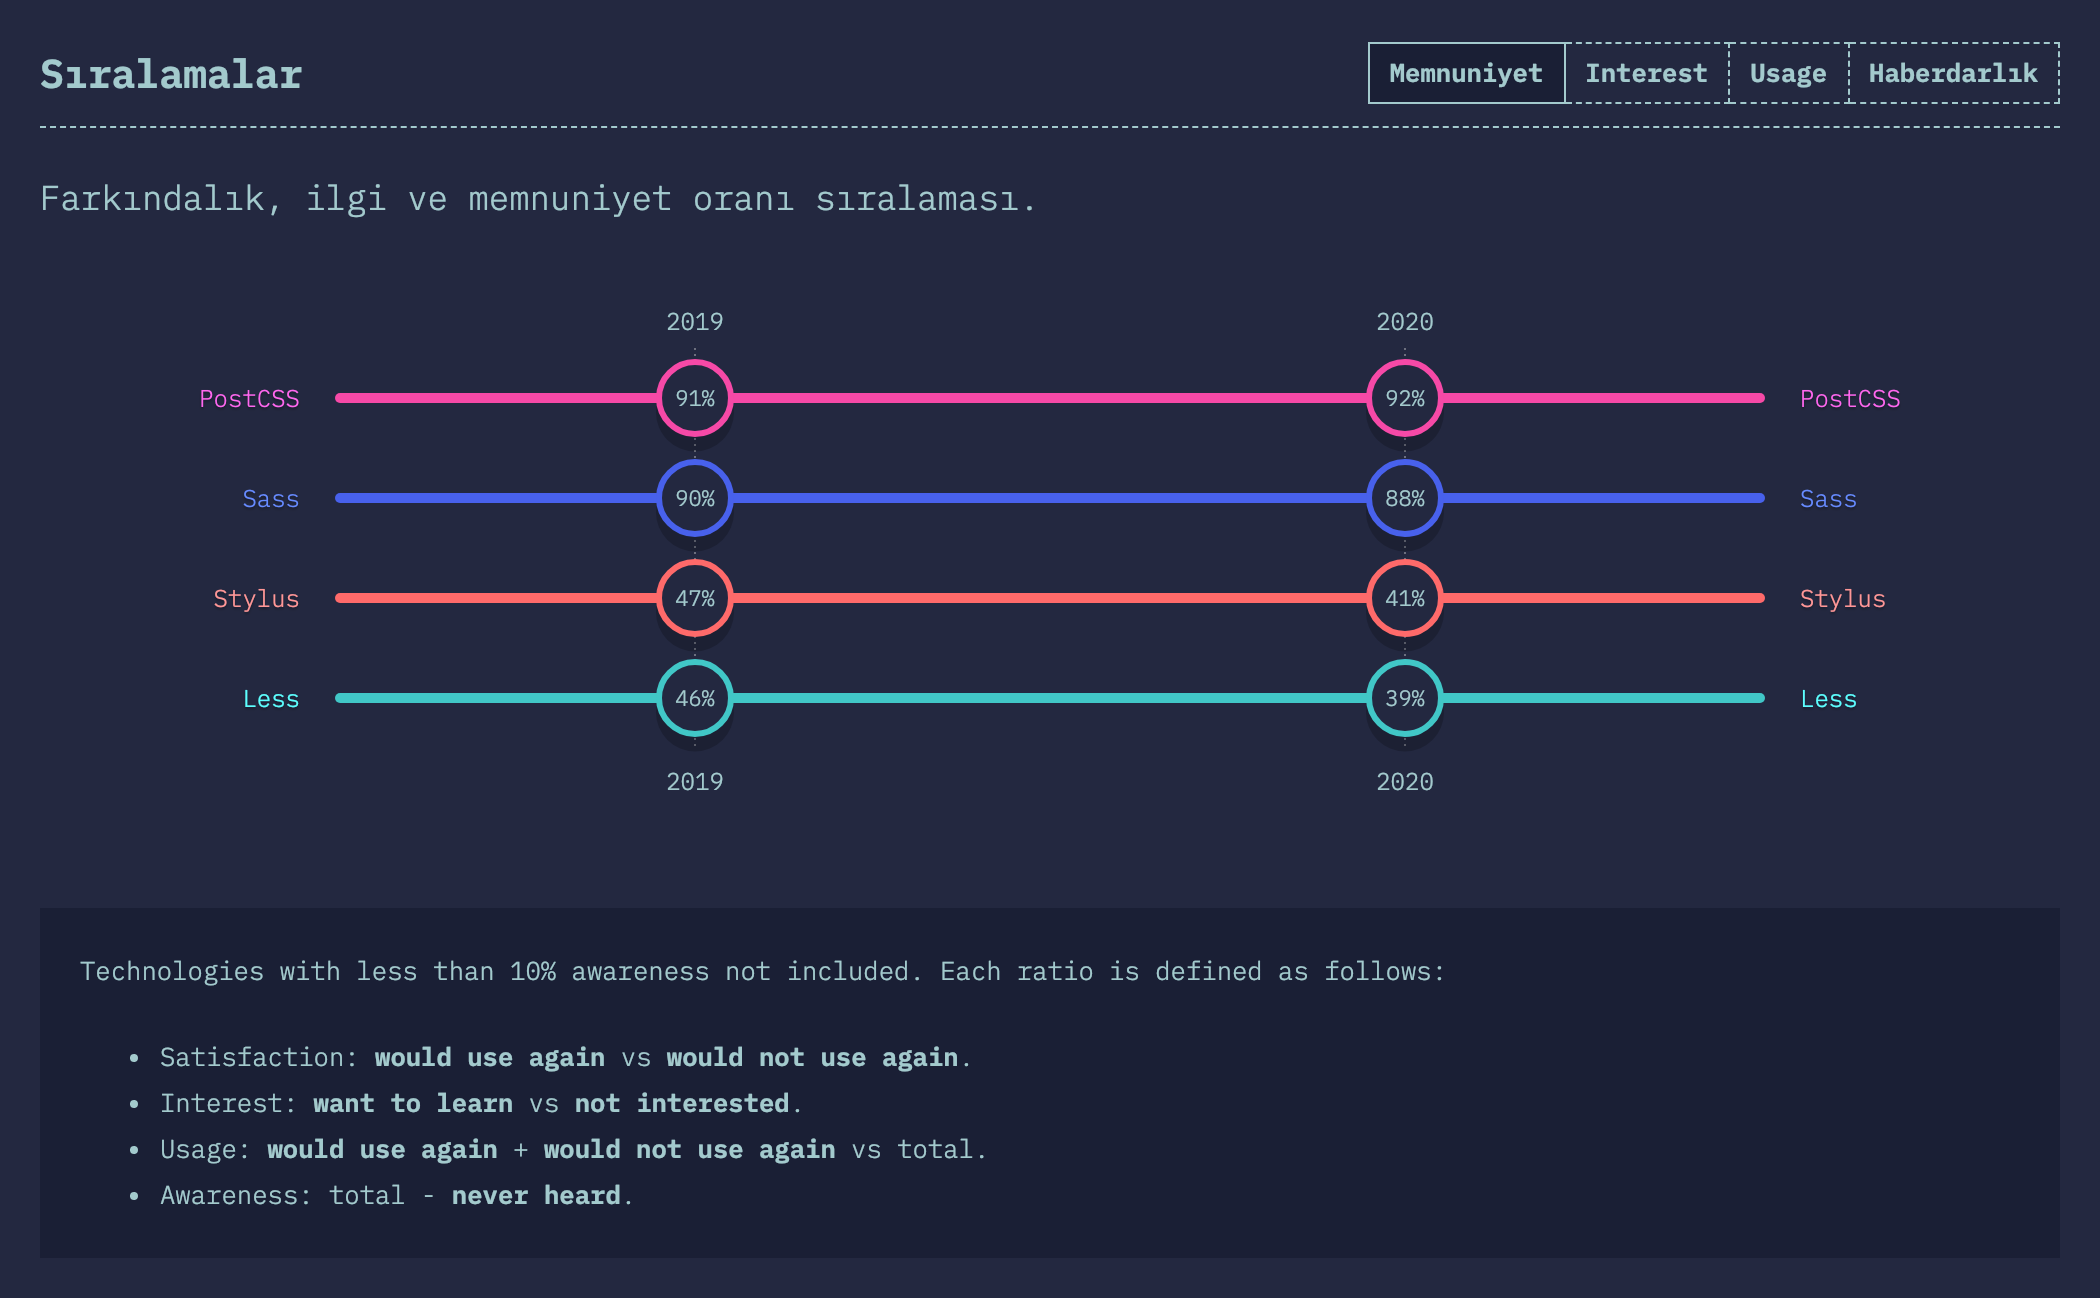 Sıralamalar
Memnuniyet Interest Usage Haberdarlık
Farkındalık, ilgi ve memnuniyet oranı sıralaması.
2019 2020
PostCSS 91% 92% PostCSS
Sass 90% 88% Sass
Stylus 47% 41% Stylus
Less 46% 39% Less
2019 2020
Technologies with less than 10% awareness not included. Each ratio is defined as follows:
• Satisfaction: would use again vs would not use again.
• Interest: want to learn vs not interested.
• Usage: would use again + would not use again vs total.
• Awareness: total - never heard.